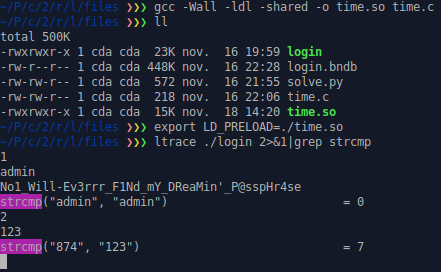 ~/P/c/2/r/l/files ❯❯❯ gcc -Wall -ldl -shared -o time.so time.c
~/P/c/2/r/l/files ❯❯❯ ll
total 500K
-rwxrwxr-x 1 cda cda  23K nov.  16 19:59 login
-rw-r--r-- 1 cda cda 448K nov.  16 22:28 login.bndb
-rw-rw-r-- 1 cda cda  572 nov.  16 21:55 solve.py
-rw-rw-r-- 1 cda cda  218 nov.  16 22:06 time.c
-rwxrwxr-x 1 cda cda  15K nov.  18 14:20 time.so
~/P/c/2/r/l/files ❯❯❯ export LD_PRELOAD=./time.so
~/P/c/2/r/l/files ❯❯❯ ltrace ./login 2>&1|grep strcmp
1
admin
No1_Will-Ev3rrr_F1Nd_mY_DReaMin'_P@sspHr4se
strcmp("admin", "admin") = 0
2
123
strcmp("874", "123") = 7